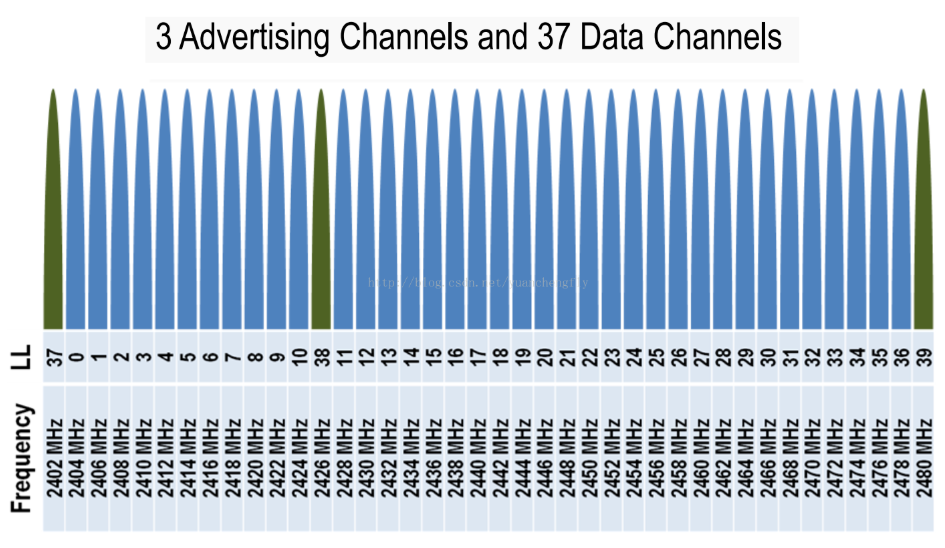 3 Advertising Channels and 37 Data Channels
http://blog.csdn.net/yuanchengfly
LL 37 0 1 2 3 4 5 6 7 8 9 10 38 11 12 13 14 15 16 17 18 19 20 21 22 23 24 25 26 27 28 29 30 31 32 33 34 35 36 39
Frequency 2402 MHz 2404 MHz 2406 MHz 2408 MHz 2410 MHz 2412 MHz 2414 MHz 2416 MHz 2418 MHz 2420 MHz 2422 MHz 2424 MHz 2426 MHz 2428 MHz 2430 MHz 2432 MHz 2434 MHz 2436 MHz 2438 MHz 2440 MHz 2442 MHz 2444 MHz 2446 MHz 2448 MHz 2450 MHz 2452 MHz 2454 MHz 2456 MHz 2458 MHz 2460 MHz 2462 MHz 2464 MHz 2466 MHz 2468 MHz 2470 MHz 2472 MHz 2474 MHz 2476 MHz 2478 MHz 2480 MHz